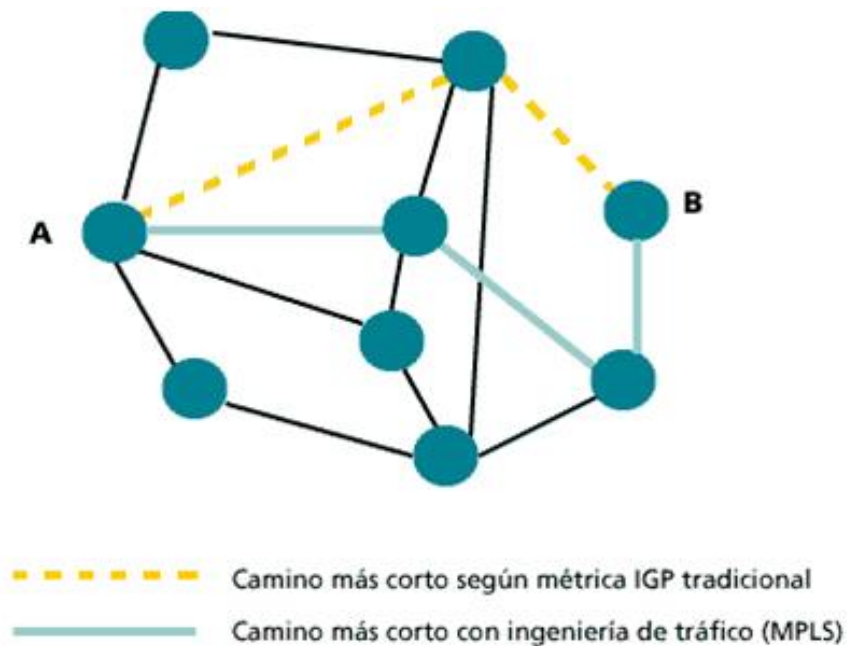 A
B
Camino más corto según métrica IGP tradicional
Camino más corto con ingeniería de tráfico (MPLS)